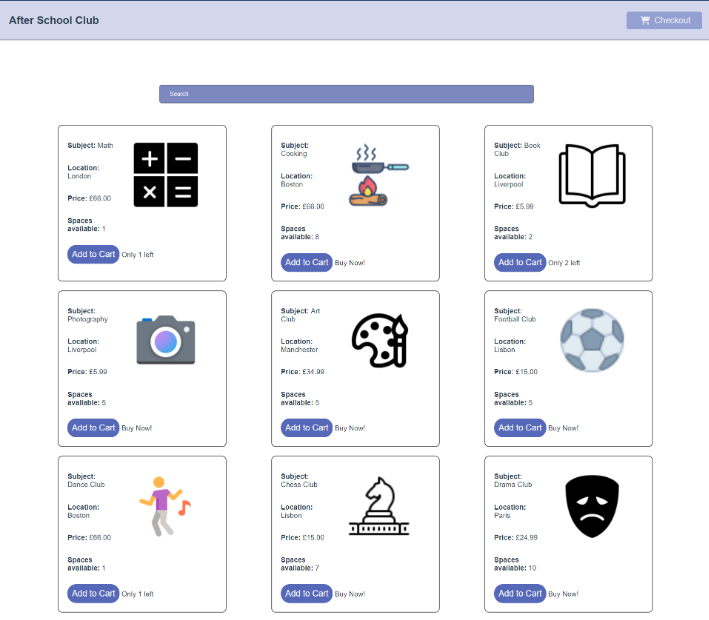 After School Club
Checkout
Search
Subject: Math
Location:
London
Price: £66.00
Spaces
available: 1
Add to Cart Only 1 left
Subject:
Cooking
Location:
Boston
Price: £66.00
Spaces
available: 8
Add to Cart Buy Now!
Subject: Book
Club
Location:
Liverpool
Price: £5.99
Spaces
available: 2
Add to Cart Only 2 left
Subject:
Photography
Location:
Liverpool
Price: £5.99
Spaces
available: 5
Add to Cart Buy Now!
Subject: Art
Club
Location:
Manchester
Price: £34.99
Spaces
available: 5
Add to Cart Buy Now!
Subject:
Football Club
Location:
Lisbon
Price: £15.00
Spaces
available: 5
Add to Cart Buy Now!
Subject:
Dance Club
Location:
Boston
Price: £66.00
Spaces
available: 1
Add to Cart Only 1 left
Subject:
Chess Club
Location:
Lisbon
Price: £15.00
Spaces
available: 7
Add to Cart Buy Now!
Subject:
Drama Club
Location:
Paris
Price: £24.99
Spaces
available: 10
Add to Cart Buy Now!